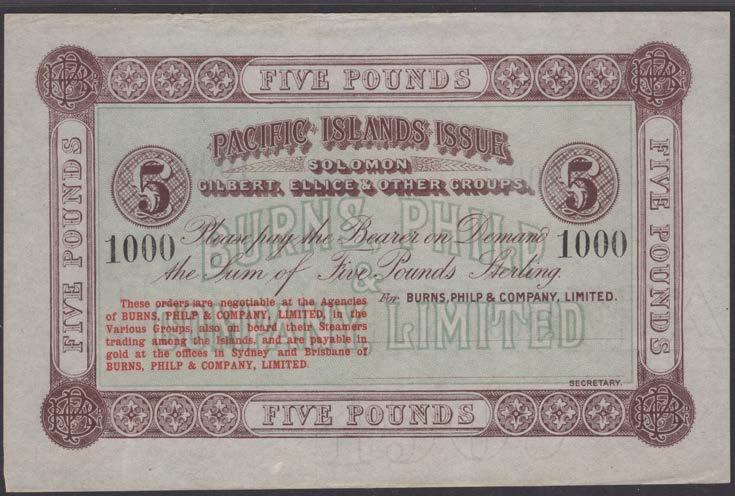 FIVE POUNDS
PACIFIC ISLANDS ISSUE
SOLOMON
GILBERT, ELLICE & OTHER GROUPS.
5
5
BURNS PHILP
&
COMPANY LIMITED
1000
1000
Please pay the Bearer on Demand
the Sum of Five Pounds Sterling.
For BURNS, PHILP & COMPANY, LIMITED.
These orders are negotiable at the Agencies
of BURNS, PHILP & COMPANY, LIMITED, in the
Various Groups, also on board their Steamers
trading among the Islands, and are payable in
gold at the offices in Sydney and Brisbane of
BURNS, PHILP & COMPANY, LIMITED.
SECRETARY.
FIVE POUNDS
FIVE POUNDS
FIVE POUNDS